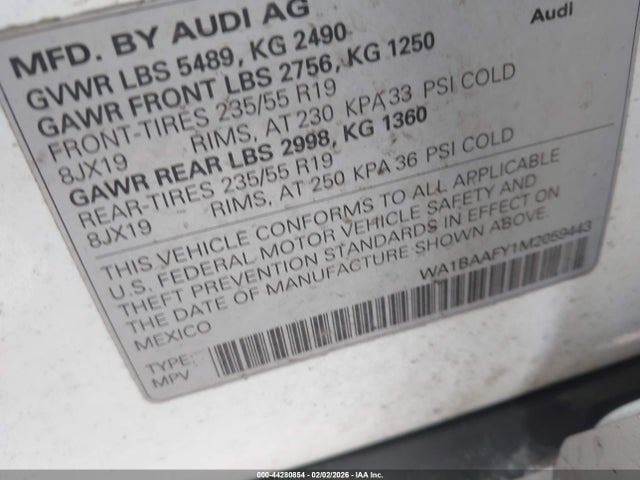 MFD. BY AUDI AG
Audi
GVWR LBS 5489, KG 2490
GAWR FRONT LBS 2756, KG 1250
FRONT-TIRES 235/55 R19
8JX19 RIMS, AT 230 KPA 33 PSI COLD
GAWR REAR LBS 2998, KG 1360
REAR-TIRES 235/55 R19
8JX19 RIMS, AT 250 KPA 36 PSI COLD
THIS VEHICLE CONFORMS TO ALL APPLICABLE
U.S. FEDERAL MOTOR VEHICLE SAFETY AND
THEFT PREVENTION STANDARDS IN EFFECT ON
THE DATE OF MANUFACTURE SHOWN ABOVE.
MEXICO
WA1BAAFY1M2059443
TYPE:
MPV
000-44280854 | 02/02/2026 - IAA Inc.